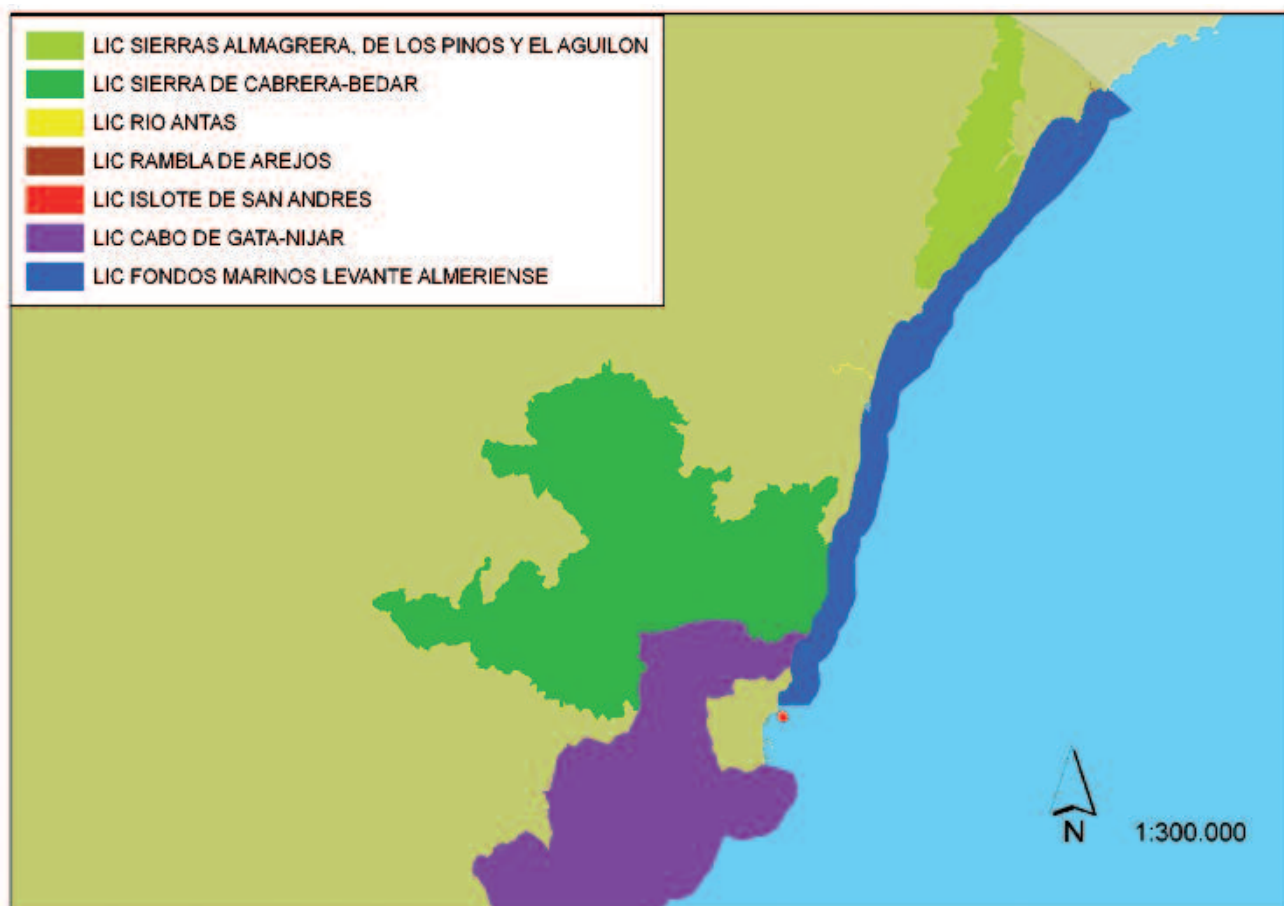 LIC SIERRAS ALMAGRERA, DE LOS PINOS Y EL AGUILON
LIC SIERRA DE CABRERA-BEDAR
LIC RIO ANTAS
LIC RAMBLA DE AREJOS
LIC ISLOTE DE SAN ANDRES
LIC CABO DE GATA-NIJAR
LIC FONDOS MARINOS LEVANTE ALMERIENSE
N
1:300.000